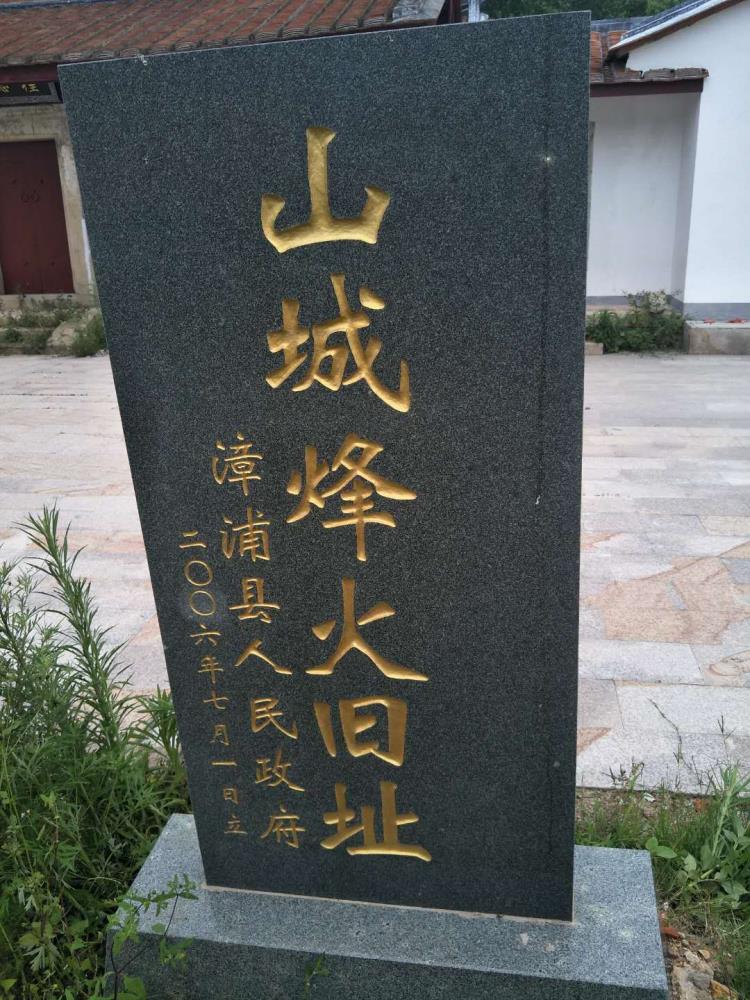 山城烽火旧址
漳浦县人民政府
二〇〇六年七月一日立